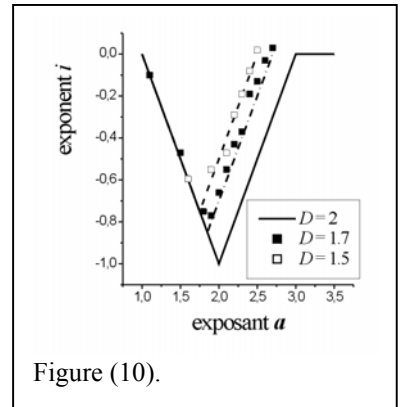 0,0
-0,2
-0,4
-0,6
-0,8
-1,0
exponent i
1,0 1,5 2,0 2,5 3,0 3,5
exposant a
D = 2
D = 1.7
D = 1.5
Figure (10).